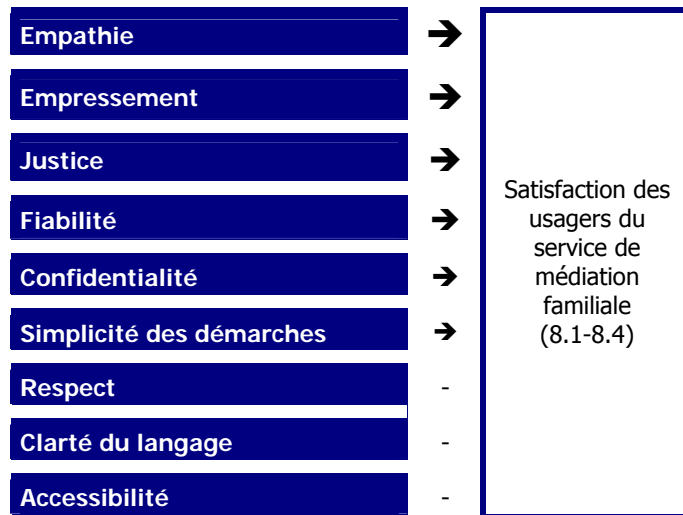 Empathie ➔
Empressement ➔
Justice ➔
Fiabilité ➔
Confidentialité ➔
Simplicité des démarches ➔
Respect -
Clarté du langage -
Accessibilité -
Satisfaction des
usagers du
service de
médiation
familiale
(8.1-8.4)